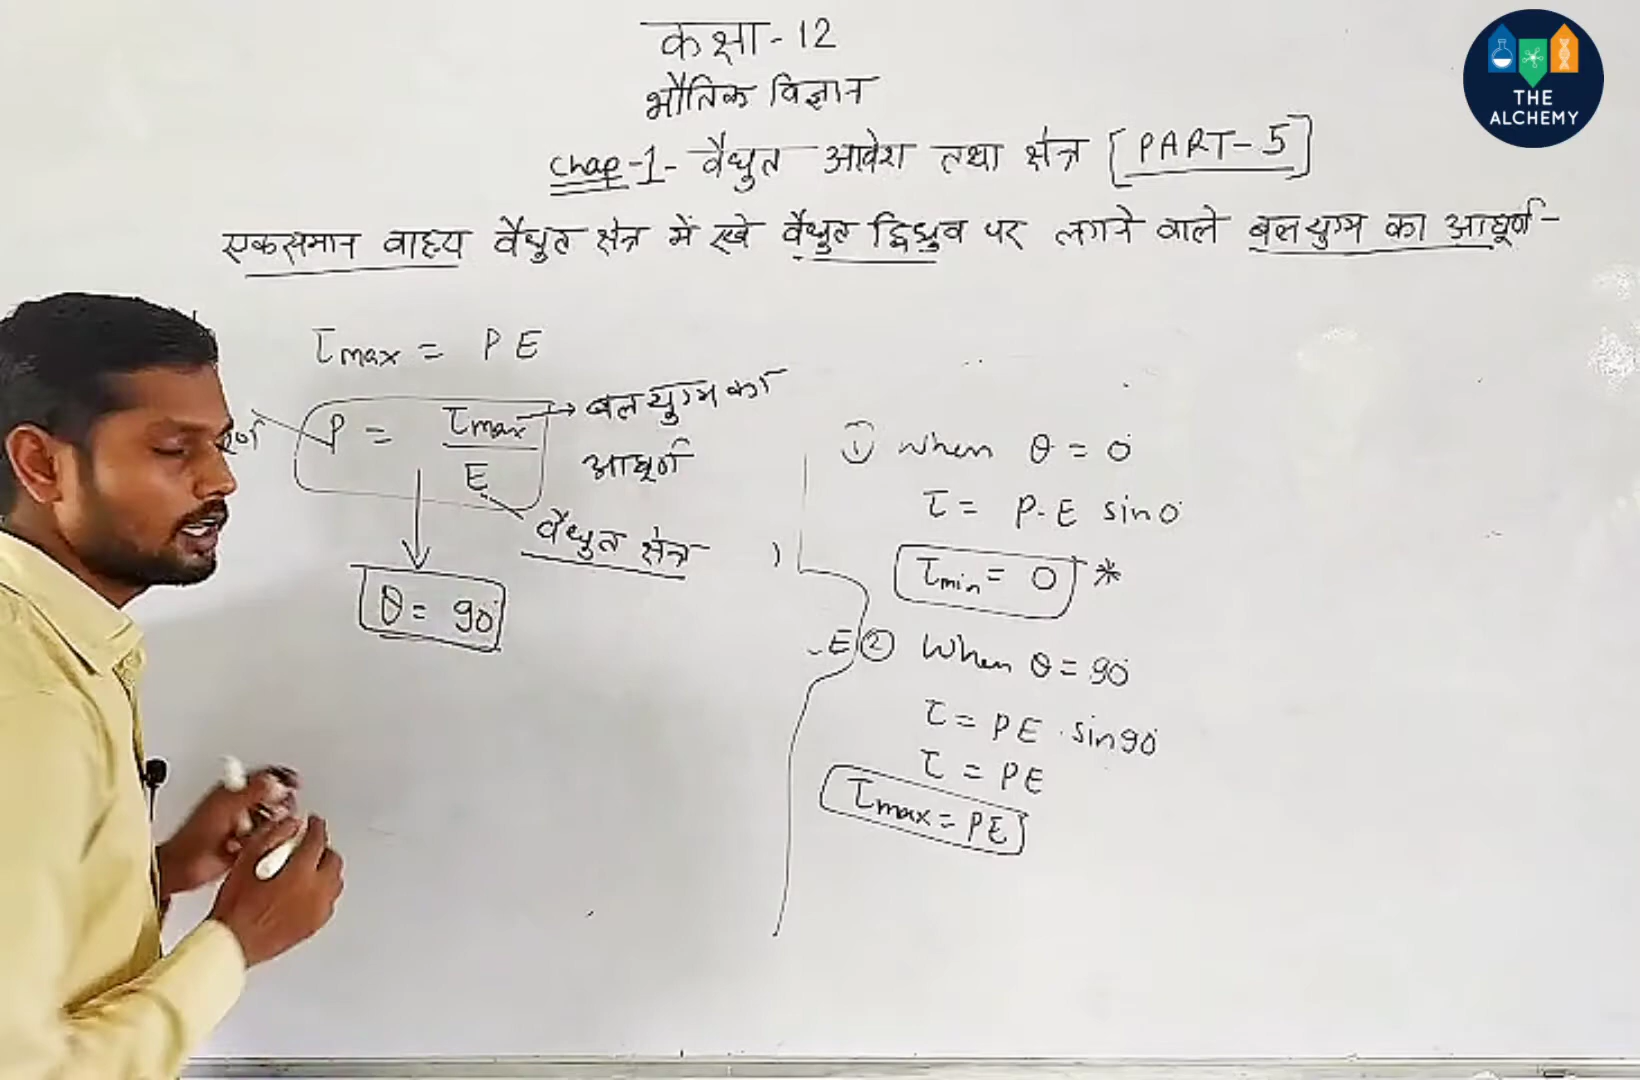 कक्षा - 12
भौतिक विज्ञान
Chap-1- वैधुत आवेश तथा क्षेत्र [PART-5]
एकसमान वाह्य वैधुत क्षेत्र में रखे वैधुत द्विध्रुव पर लगने वाले बलयुग्म का आघूर्ण-
τmax = PE
P = τmax / E
→ बलयुग्म का
आघूर्ण
वैधुत क्षेत्र
θ = 90°
① When θ = 0°
τ = P.E sin0°
τmin = 0 *
② When θ = 90°
τ = PE . sin90°
τ = PE
τmax = PE
THE
ALCHEMY